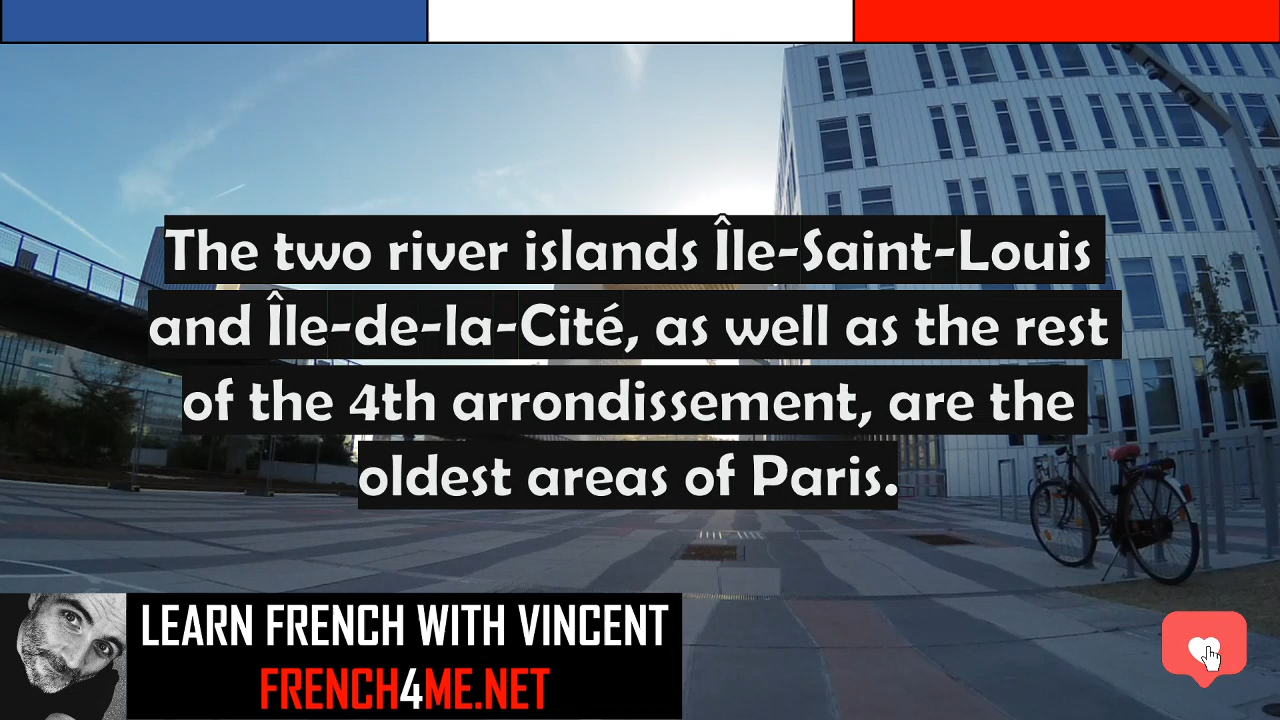 The two river islands Île-Saint-Louis
and Île-de-la-Cité, as well as the rest
of the 4th arrondissement, are the
oldest areas of Paris.
LEARN FRENCH WITH VINCENT
FRENCH4ME.NET